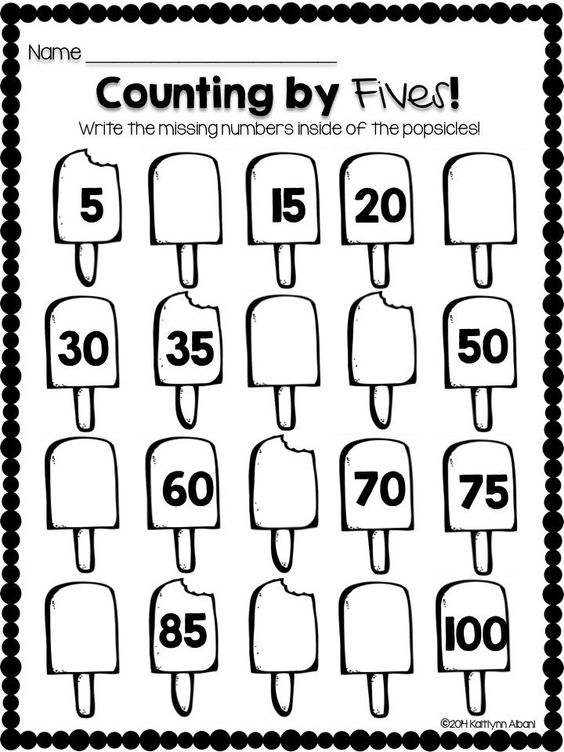 Name ____________________
Counting by Fives!
Write the missing numbers inside of the popsicles!
5 15 20
30 35 50
60 70 75
85 100
©2014 Kaitlynn Albani